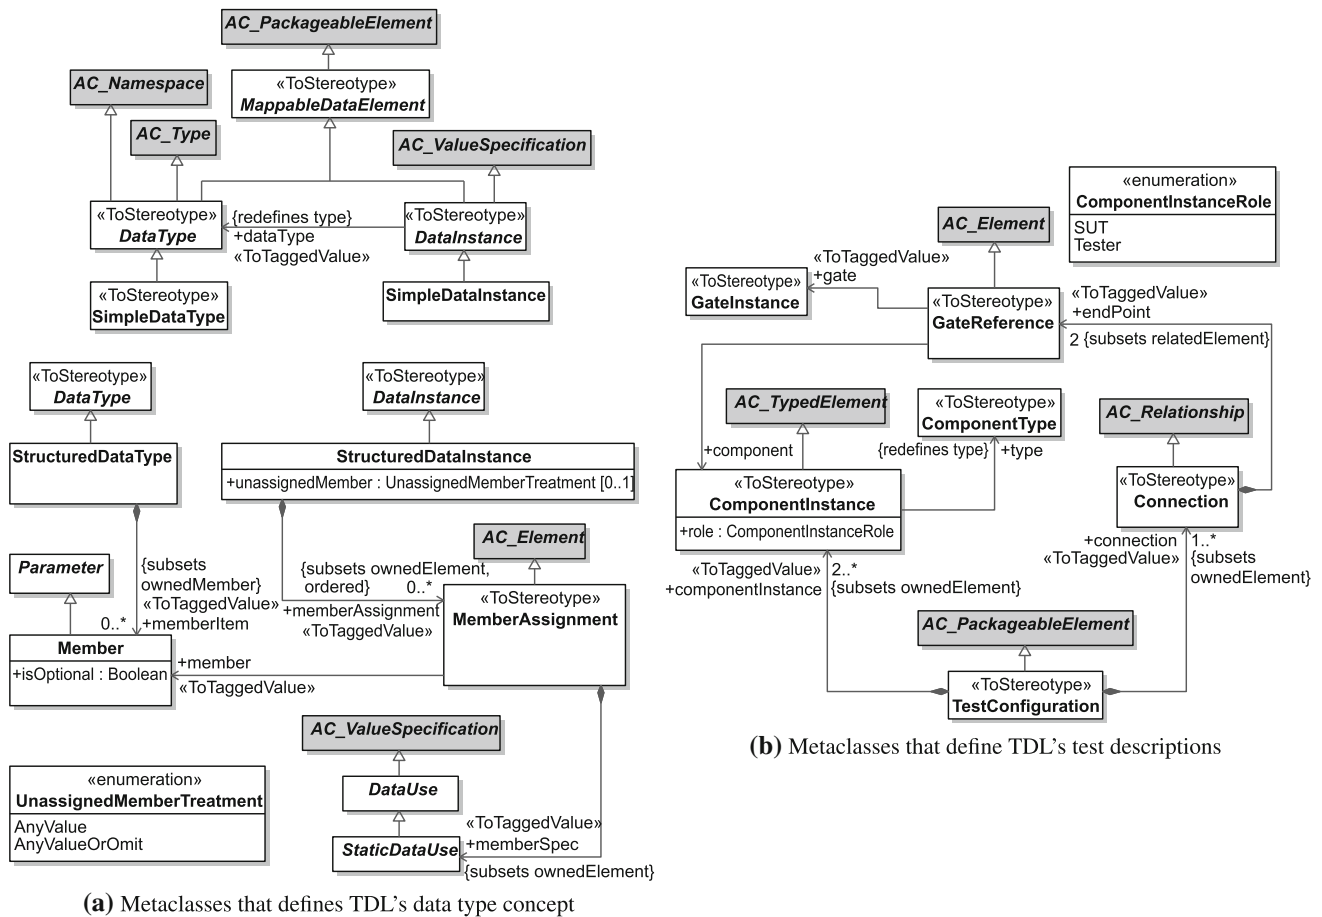 AC_PackageableElement
AC_Namespace
«ToStereotype»
MappableDataElement
AC_Type
AC_ValueSpecification
«ToStereotype»
DataType
{redefines type}
+dataType
«ToTaggedValue»
«ToStereotype»
DataInstance
«ToStereotype»
SimpleDataType
SimpleDataInstance
«ToStereotype»
DataType
«ToStereotype»
DataInstance
StructuredDataType
StructuredDataInstance
+unassignedMember : UnassignedMemberTreatment [0..1]
AC_Element
Parameter
{subsets
ownedMember}
«ToTaggedValue»
+memberItem
0..*
{subsets ownedElement,
ordered}
0..*
+memberAssignment
«ToTaggedValue»
«ToStereotype»
MemberAssignment
Member
+isOptional : Boolean
+member
«ToTaggedValue»
AC_ValueSpecification
DataUse
StaticDataUse
«ToTaggedValue»
+memberSpec
{subsets ownedElement}
«enumeration»
UnassignedMemberTreatment
AnyValue
AnyValueOrOmit
(a) Metaclasses that defines TDL's data type concept
«enumeration»
ComponentInstanceRole
SUT
Tester
AC_Element
«ToTaggedValue»
+gate
«ToStereotype»
GateInstance
«ToStereotype»
GateReference
«ToTaggedValue»
+endPoint
2 {subsets relatedElement}
AC_TypedElement
«ToStereotype»
ComponentType
AC_Relationship
+component
{redefines type}
+type
«ToStereotype»
ComponentInstance
+role : ComponentInstanceRole
«ToStereotype»
Connection
«ToTaggedValue»
+componentInstance
2..*
{subsets ownedElement}
+connection
«ToTaggedValue»
1..*
{subsets
ownedElement}
AC_PackageableElement
«ToStereotype»
TestConfiguration
(b) Metaclasses that define TDL's test descriptions